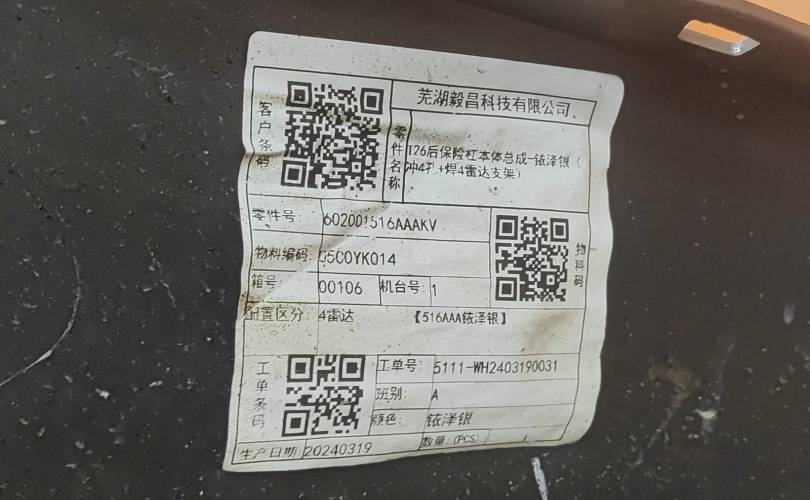 芜湖毅昌科技有限公司
客户条码
零件名称
T26后保险杠本体总成-铱泽银(
冲4孔+焊4雷达支架)
零件号: 602001516AAAKV
物料编码: 0500YK014
物料码
箱号 00106 机台号: 1
配置区分: 4雷达 【516AAA铱泽银】
工单条码
工单号: 5111-WH2403190031
班别: A
颜色: 铱泽银
生产日期 20240319 数量:(PCS)